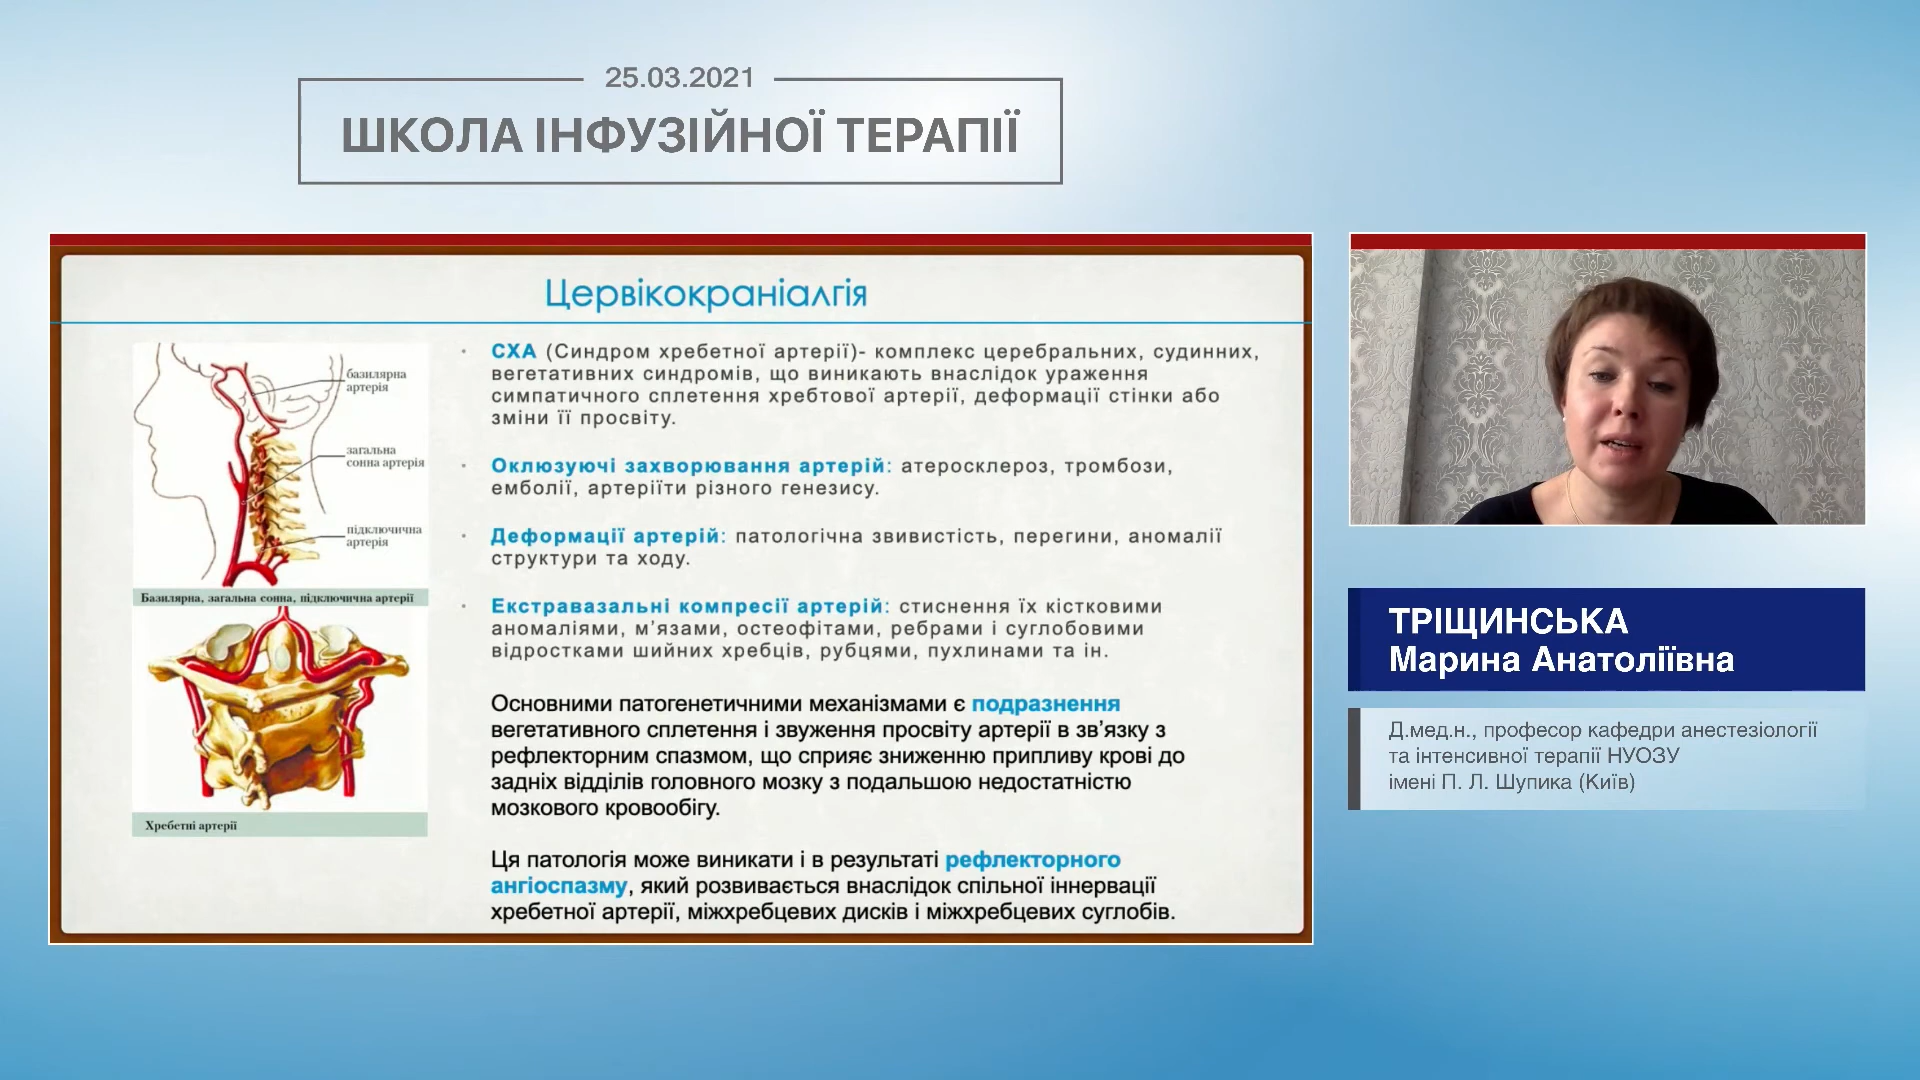 25.03.2021
ШКОЛА ІНФУЗІЙНОЇ ТЕРАПІЇ
Цервікокраніалгія
базилярна
артерія
загальна
сонна артерія
підключична
артерія
Базилярна, загальна сонна, підключична артерії
Хребетні артерії
• СХА (Синдром хребетної артерії)- комплекс церебральних, судинних,
вегетативних синдромів, що виникають внаслідок ураження
симпатичного сплетення хребтової артерії, деформації стінки або
зміни її просвіту.
• Оклюзуючі захворювання артерій: атеросклероз, тромбози,
емболії, артеріїти різного генезису.
• Деформації артерій: патологічна звивистість, перегини, аномалії
структури та ходу.
• Екстравазальні компресії артерій: стиснення їх кістковими
аномаліями, м’язами, остеофітами, ребрами і суглобовими
відростками шийних хребців, рубцями, пухлинами та ін.
Основними патогенетичними механізмами є подразнення
вегетативного сплетення і звуження просвіту артерії в зв’язку з
рефлекторним спазмом, що сприяє зниженню припливу крові до
задніх відділів головного мозку з подальшою недостатністю
мозкового кровообігу.
Ця патологія може виникати і в результаті рефлекторного
ангіоспазму, який розвивається внаслідок спільної іннервації
хребетної артерії, міжхребцевих дисків і міжхребцевих суглобів.
ТРІЩИНСЬКА
Марина Анатоліївна
Д.мед.н., професор кафедри анестезіології
та інтенсивної терапії НУОЗУ
імені П. Л. Шупика (Київ)